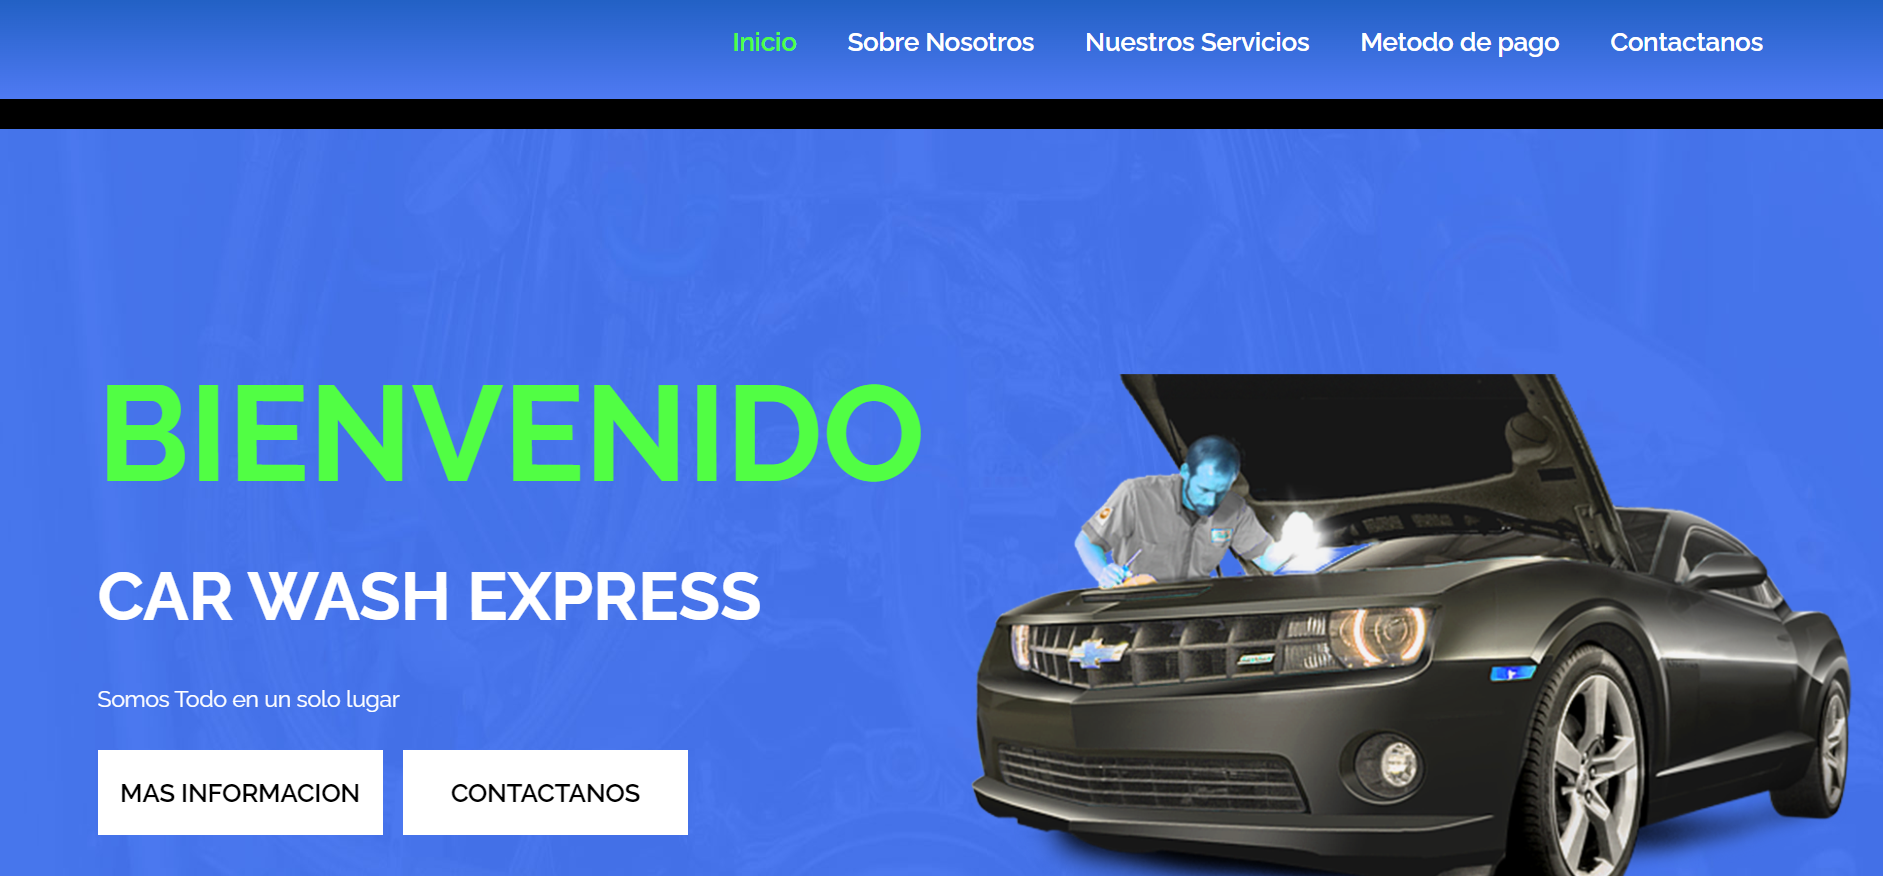 Inicio Sobre Nosotros Nuestros Servicios Metodo de pago Contactanos
BIENVENIDO
CAR WASH EXPRESS
Somos Todo en un solo lugar
MAS INFORMACION CONTACTANOS